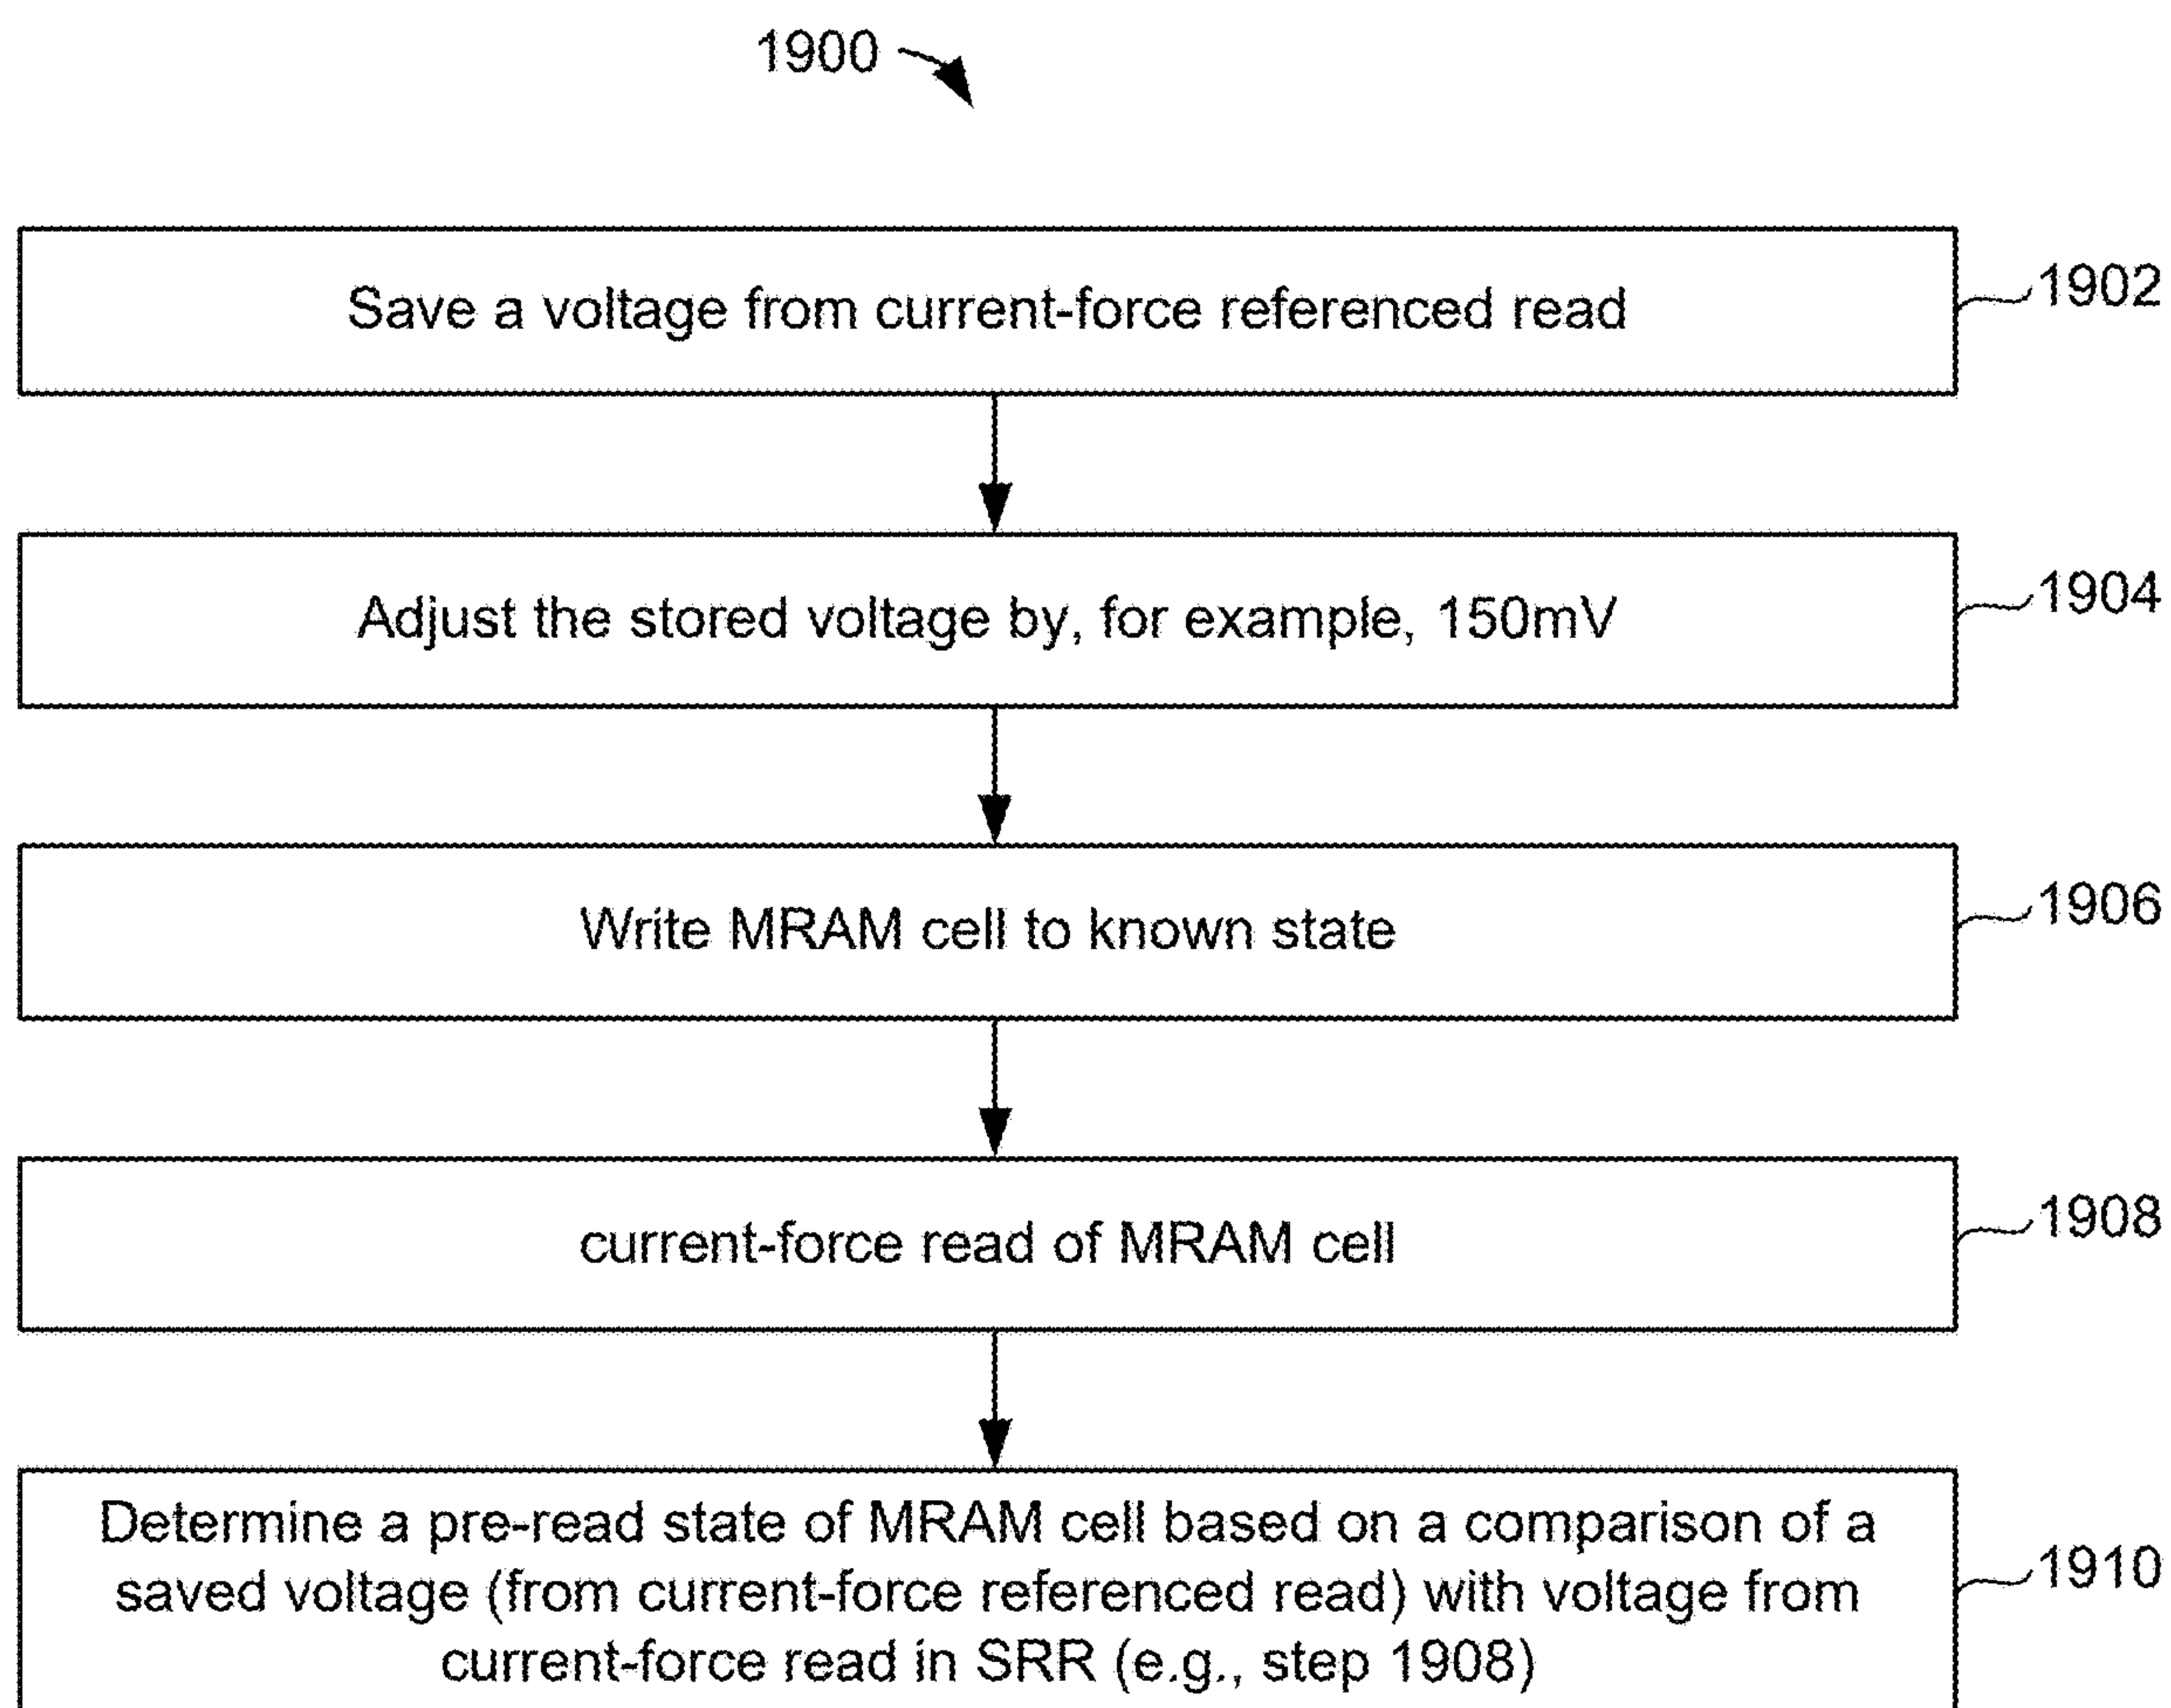 1900
Save a voltage from current-force referenced read
1902
Adjust the stored voltage by, for example, 150mV
1904
Write MRAM cell to known state
1906
current-force read of MRAM cell
1908
Determine a pre-read state of MRAM cell based on a comparison of a
saved voltage (from current-force referenced read) with voltage from
current-force read in SRR (e.g., step 1908)
1910